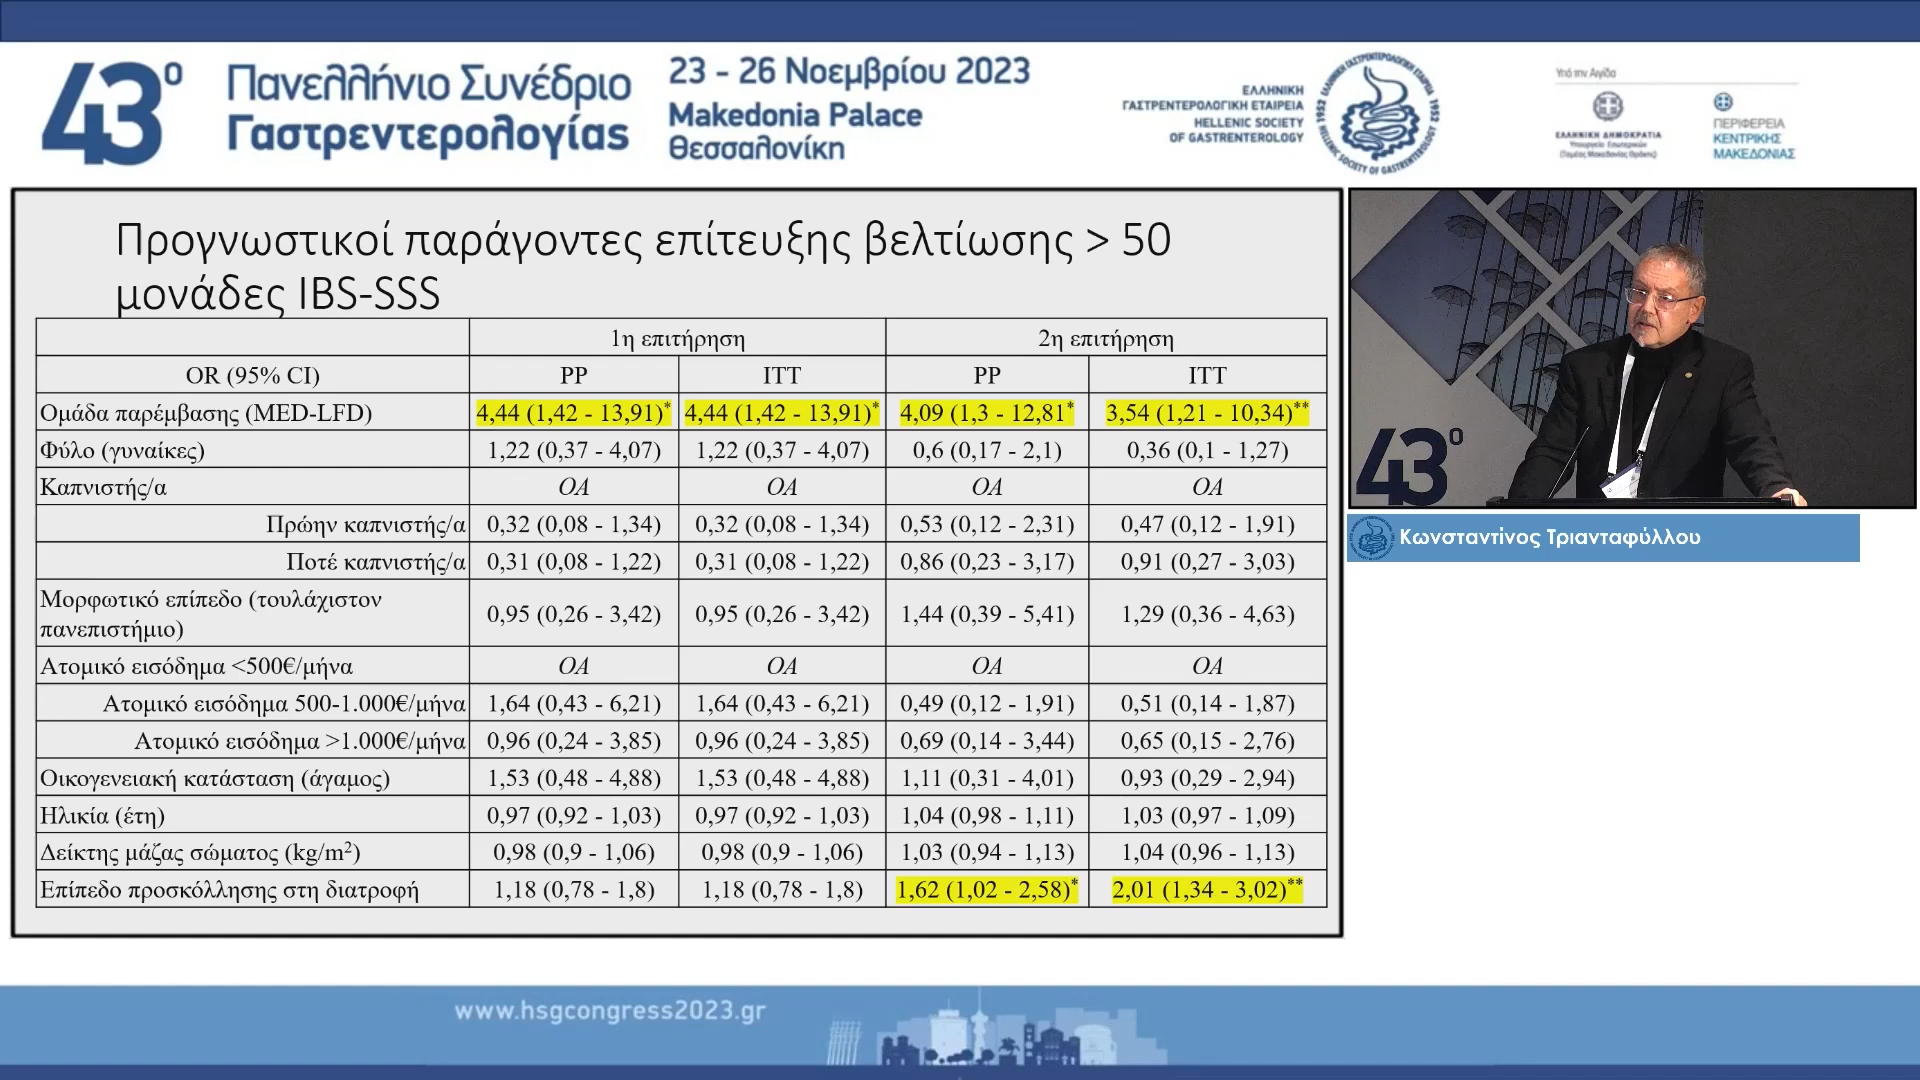 43ο
Πανελλήνιο Συνέδριο
Γαστρεντερολογίας
23 - 26 Νοεμβρίου 2023
Makedonia Palace
Θεσσαλονίκη
ΕΛΛΗΝΙΚΗ
ΓΑΣΤΡΕΝΤΕΡΟΛΟΓΙΚΗ ΕΤΑΙΡΕΙΑ
HELLENIC SOCIETY
OF GASTRENTEROLOGY
Υπό την Αιγίδα
ΕΛΛΗΝΙΚΗ ΔΗΜΟΚΡΑΤΙΑ
Υπουργείο Εσωτερικών
(Τομέας Μακεδονίας Θράκης)
ΠΕΡΙΦΕΡΕΙΑ
ΚΕΝΤΡΙΚΗΣ
ΜΑΚΕΔΟΝΙΑΣ
Προγνωστικοί παράγοντες επίτευξης βελτίωσης > 50
μονάδες IBS-SSS
1η επιτήρηση 2η επιτήρηση
OR (95% CI) PP ITT PP ITT
Ομάδα παρέμβασης (MED-LFD) 4,44 (1,42 - 13,91)* 4,44 (1,42 - 13,91)* 4,09 (1,3 - 12,81* 3,54 (1,21 - 10,34)**
Φύλο (γυναίκες) 1,22 (0,37 - 4,07) 1,22 (0,37 - 4,07) 0,6 (0,17 - 2,1) 0,36 (0,1 - 1,27)
Καπνιστής/α ΟΑ ΟΑ ΟΑ ΟΑ
Πρώην καπνιστής/α 0,32 (0,08 - 1,34) 0,32 (0,08 - 1,34) 0,53 (0,12 - 2,31) 0,47 (0,12 - 1,91)
Ποτέ καπνιστής/α 0,31 (0,08 - 1,22) 0,31 (0,08 - 1,22) 0,86 (0,23 - 3,17) 0,91 (0,27 - 3,03)
Μορφωτικό επίπεδο (τουλάχιστον
πανεπιστήμιο) 0,95 (0,26 - 3,42) 0,95 (0,26 - 3,42) 1,44 (0,39 - 5,41) 1,29 (0,36 - 4,63)
Ατομικό εισόδημα <500€/μήνα ΟΑ ΟΑ ΟΑ ΟΑ
Ατομικό εισόδημα 500-1.000€/μήνα 1,64 (0,43 - 6,21) 1,64 (0,43 - 6,21) 0,49 (0,12 - 1,91) 0,51 (0,14 - 1,87)
Ατομικό εισόδημα >1.000€/μήνα 0,96 (0,24 - 3,85) 0,96 (0,24 - 3,85) 0,69 (0,14 - 3,44) 0,65 (0,15 - 2,76)
Οικογενειακή κατάσταση (άγαμος) 1,53 (0,48 - 4,88) 1,53 (0,48 - 4,88) 1,11 (0,31 - 4,01) 0,93 (0,29 - 2,94)
Ηλικία (έτη) 0,97 (0,92 - 1,03) 0,97 (0,92 - 1,03) 1,04 (0,98 - 1,11) 1,03 (0,97 - 1,09)
Δείκτης μάζας σώματος (kg/m²) 0,98 (0,9 - 1,06) 0,98 (0,9 - 1,06) 1,03 (0,94 - 1,13) 1,04 (0,96 - 1,13)
Επίπεδο προσκόλλησης στη διατροφή 1,18 (0,78 - 1,8) 1,18 (0,78 - 1,8) 1,62 (1,02 - 2,58)* 2,01 (1,34 - 3,02)**
43ο
Κωνσταντίνος Τριανταφύλλου
www.hsgcongress2023.gr